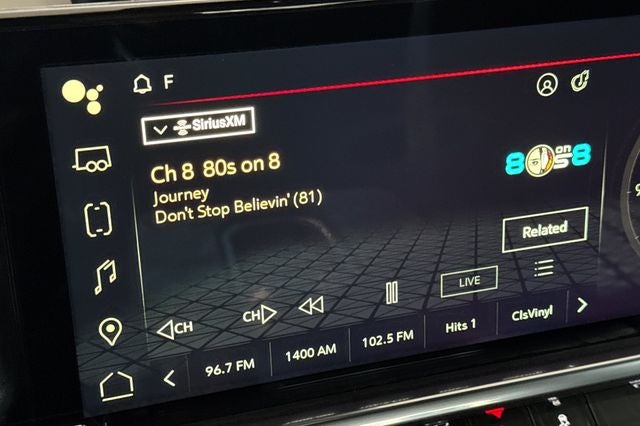 F
SiriusXM
Ch 8 80s on 8
Journey
Don't Stop Believin' (81)
80s on 8
Related
LIVE
CH
CH
96.7 FM
1400 AM
102.5 FM
Hits 1
ClsVinyl